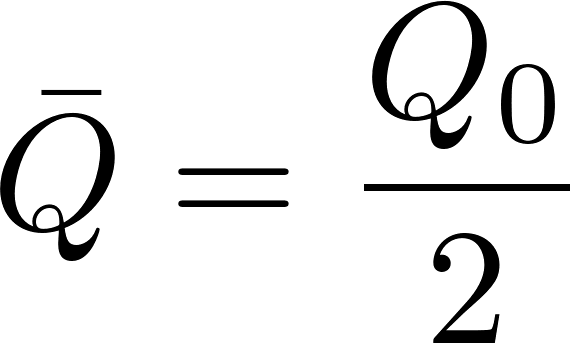 Q̄ = Q₀/2